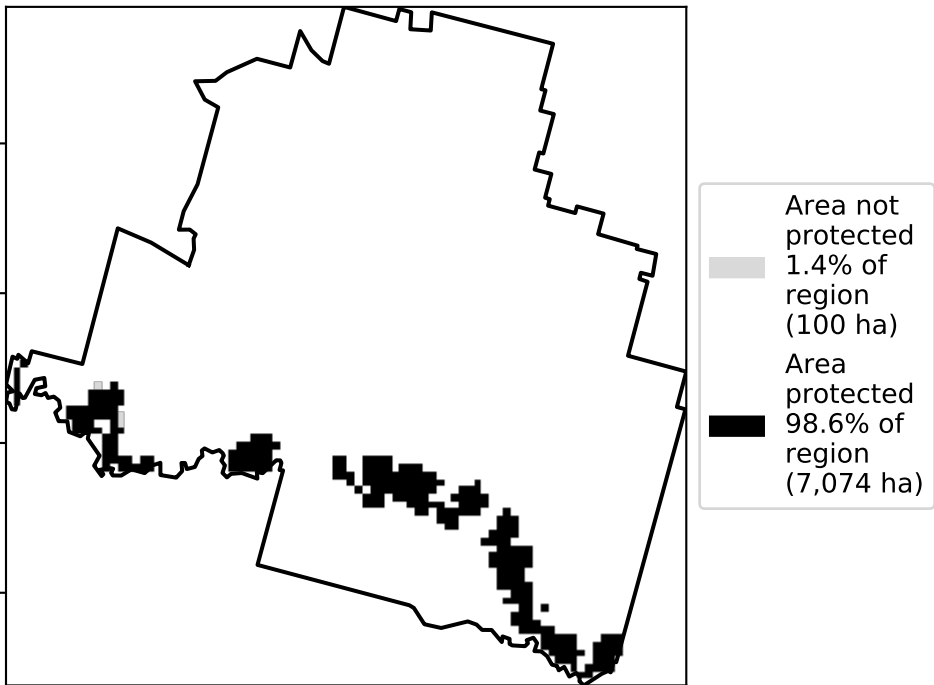 Area not
protected
1.4% of
region
(100 ha)
Area
protected
98.6% of
region
(7,074 ha)